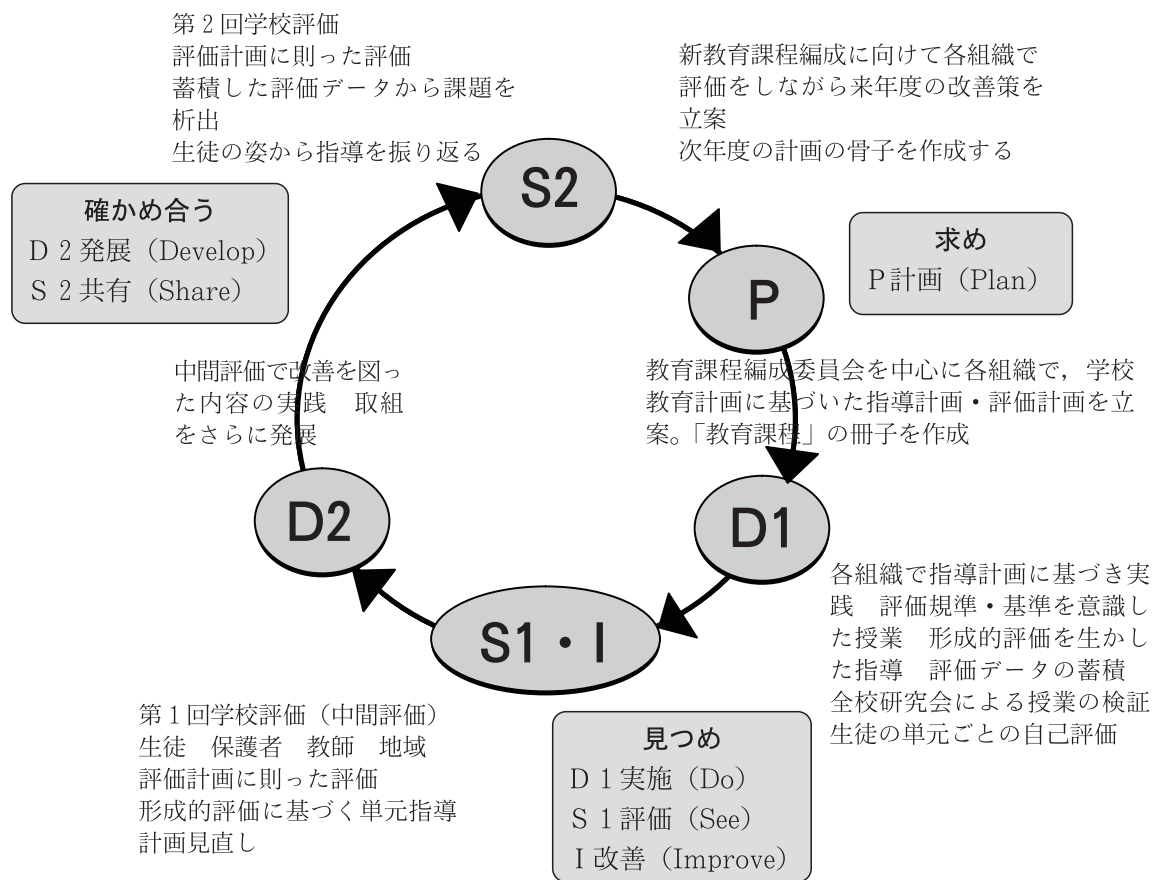 第２回学校評価
評価計画に則った評価
蓄積した評価データから課題を
析出
生徒の姿から指導を振り返る
新教育課程編成に向けて各組織で
評価をしながら来年度の改善策を
立案
次年度の計画の骨子を作成する
S2
確かめ合う
Ｄ２発展（Develop）
Ｓ２共有（Share）
P
求め
Ｐ計画（Plan）
中間評価で改善を図っ
た内容の実践　取組
をさらに発展
教育課程編成委員会を中心に各組織で，学校
教育計画に基づいた指導計画・評価計画を立
案。「教育課程」の冊子を作成
D2
D1
各組織で指導計画に基づき実
践　評価規準・基準を意識し
た授業　形成的評価を生かし
た指導　評価データの蓄積
全校研究会による授業の検証
生徒の単元ごとの自己評価
S1・I
第１回学校評価（中間評価）
生徒　保護者　教師　地域
評価計画に則った評価
形成的評価に基づく単元指導
計画見直し
見つめ
Ｄ１実施（Do）
Ｓ１評価（See）
Ｉ改善（Improve）